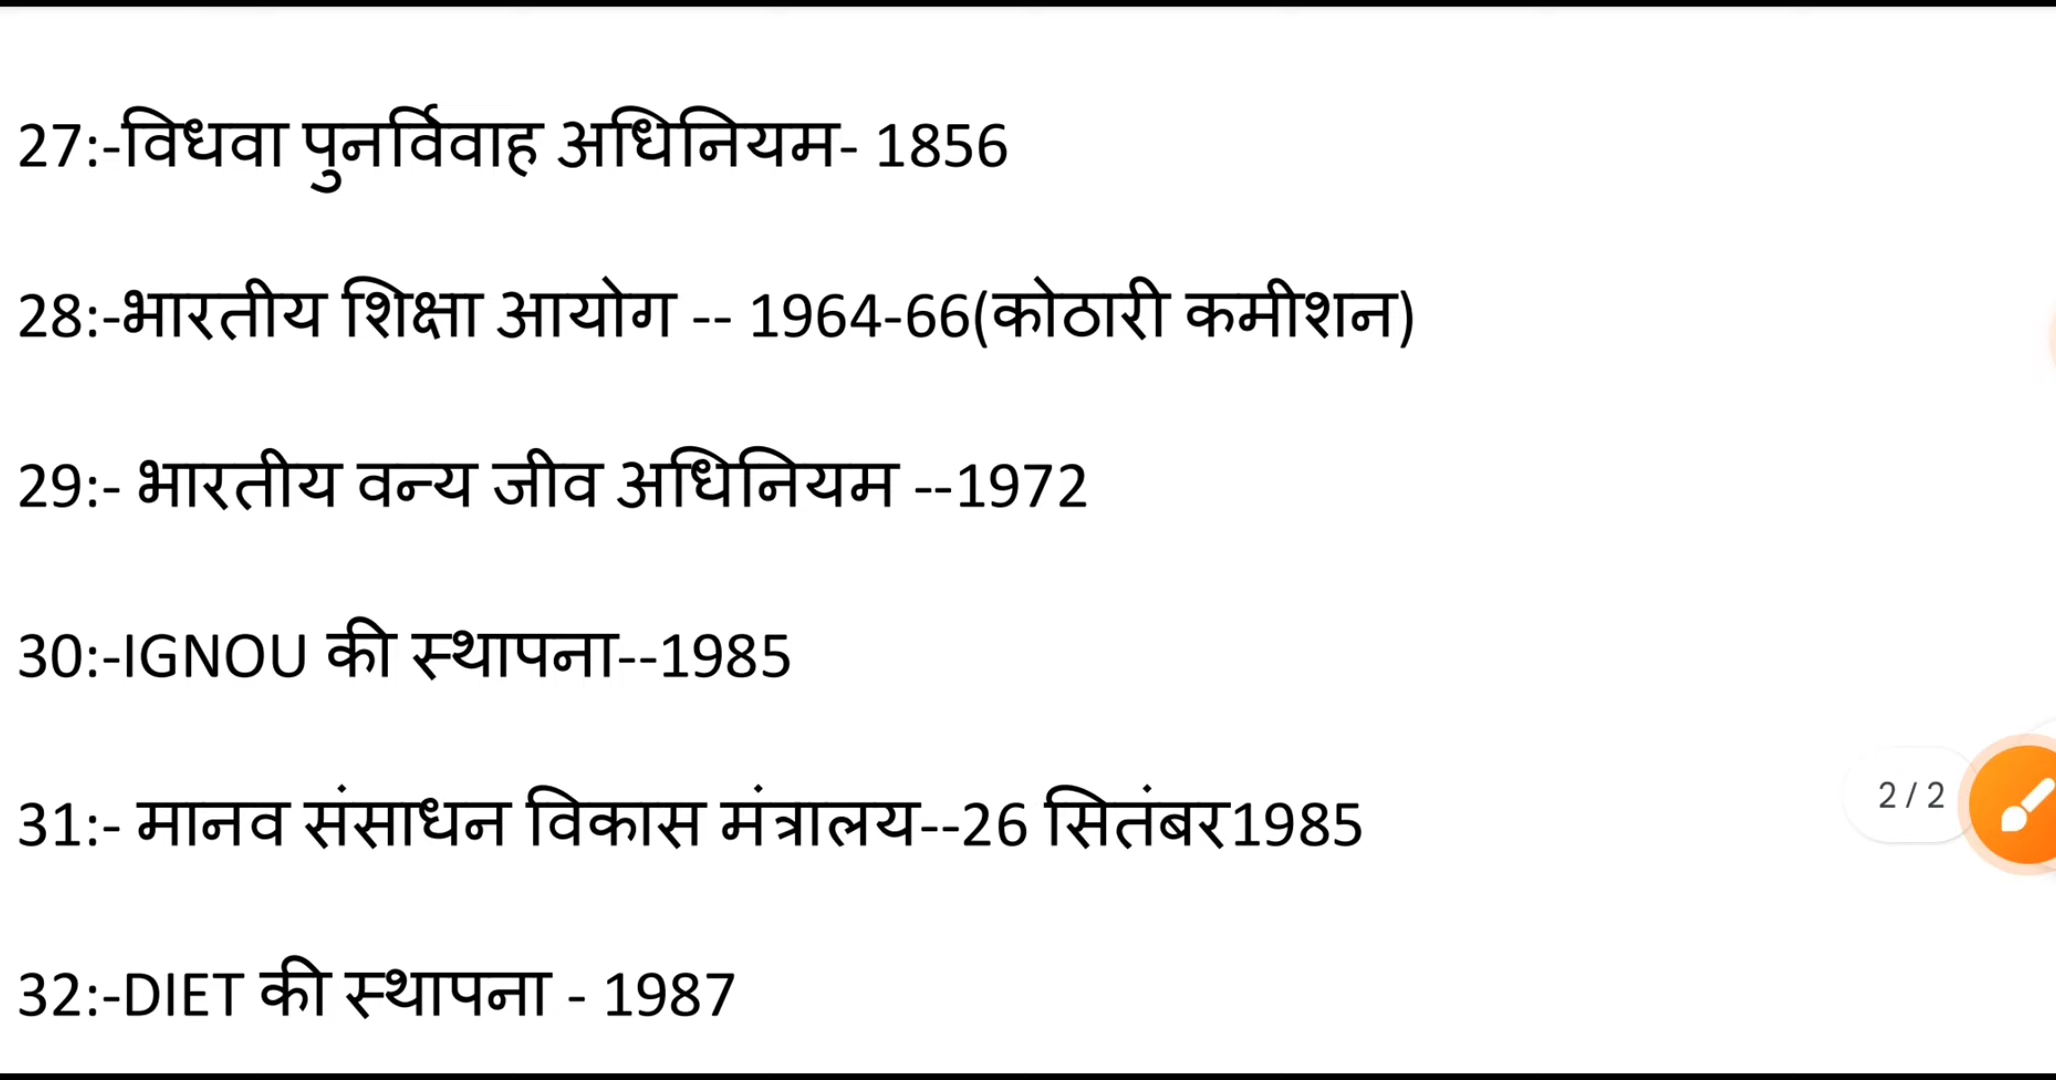 27:-विधवा पुनर्विवाह अधिनियम- 1856
28:-भारतीय शिक्षा आयोग -- 1964-66(कोठारी कमीशन)
29:- भारतीय वन्य जीव अधिनियम --1972
30:-IGNOU की स्थापना--1985
31:- मानव संसाधन विकास मंत्रालय--26 सितंबर1985
2 / 2
32:-DIET की स्थापना - 1987